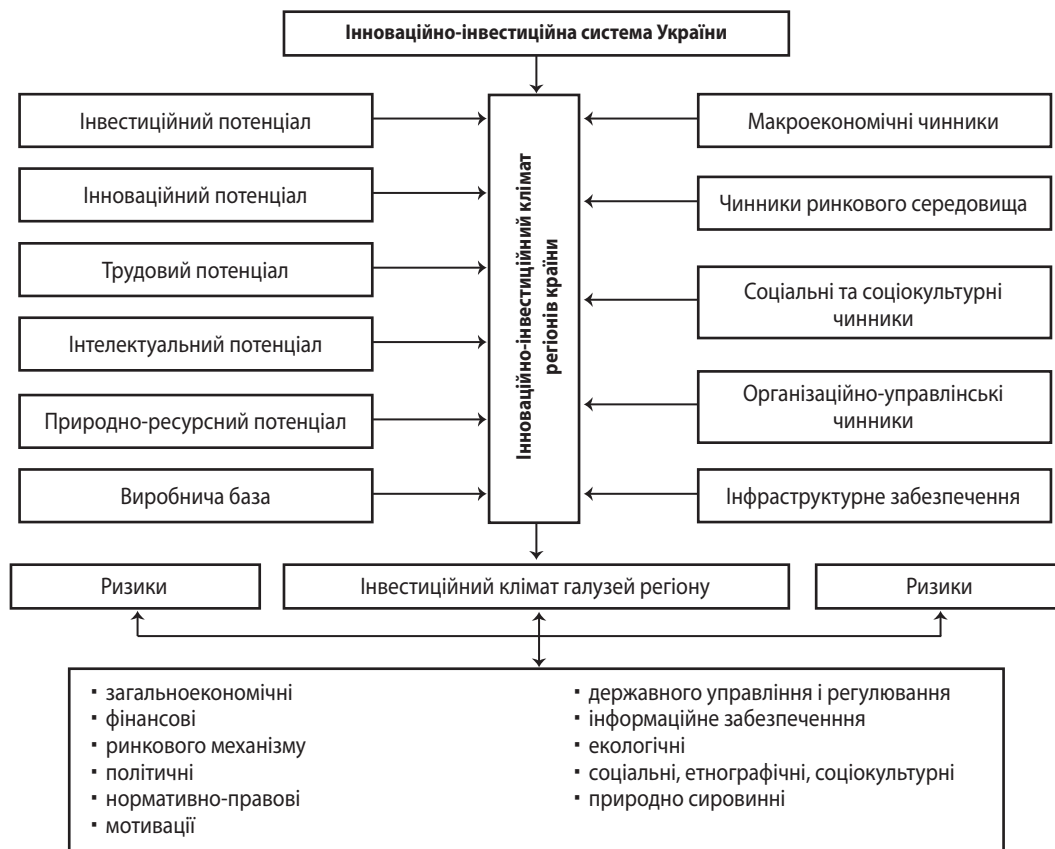 Інноваційно-інвестиційна система України
Інвестиційний потенціал
Інноваційний потенціал
Трудовий потенціал
Інтелектуальний потенціал
Природно-ресурсний потенціал
Виробнича база
Інноваційно-інвестиційний клімат
регіонів країни
Макроекономічні чинники
Чинники ринкового середовища
Соціальні та соціокультурні
чинники
Організаційно-управлінські
чинники
Інфраструктурне забезпечення
Ризики
Інвестиційний клімат галузей регіону
Ризики
▪ загальноекономічні
▪ фінансові
▪ ринкового механізму
▪ політичні
▪ нормативно-правові
▪ мотивації
▪ державного управління і регулювання
▪ інформаційне забезпеченння
▪ екологічні
▪ соціальні, етнографічні, соціокультурні
▪ природно сировинні